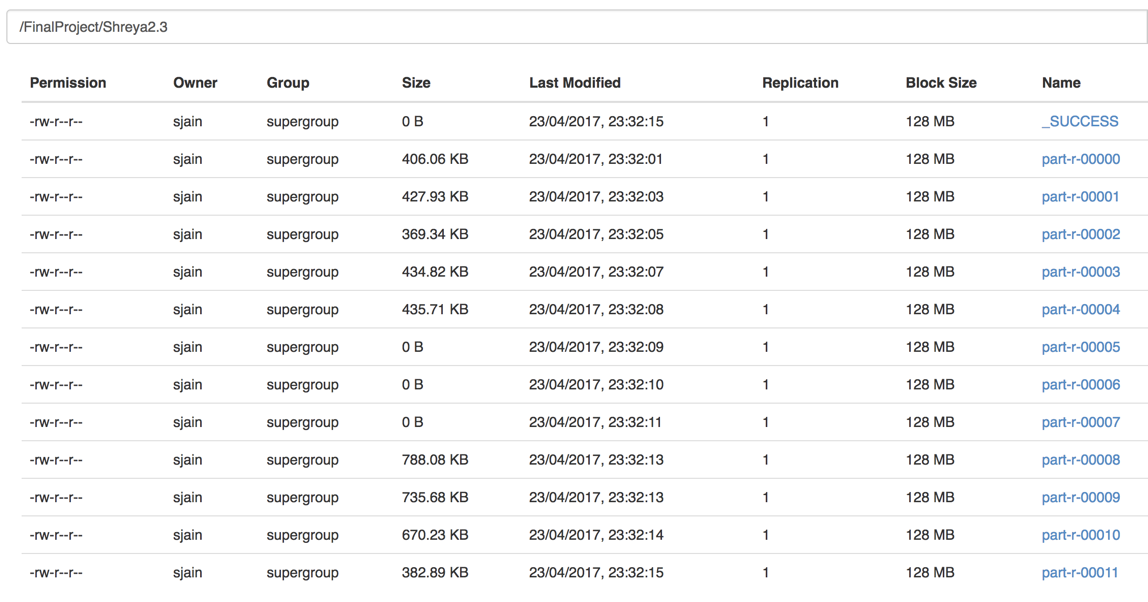 /FinalProject/Shreya2.3
Permission Owner Group Size Last Modified Replication Block Size Name
-rw-r--r-- sjain supergroup 0 B 23/04/2017, 23:32:15 1 128 MB _SUCCESS
-rw-r--r-- sjain supergroup 406.06 KB 23/04/2017, 23:32:01 1 128 MB part-r-00000
-rw-r--r-- sjain supergroup 427.93 KB 23/04/2017, 23:32:03 1 128 MB part-r-00001
-rw-r--r-- sjain supergroup 369.34 KB 23/04/2017, 23:32:05 1 128 MB part-r-00002
-rw-r--r-- sjain supergroup 434.82 KB 23/04/2017, 23:32:07 1 128 MB part-r-00003
-rw-r--r-- sjain supergroup 435.71 KB 23/04/2017, 23:32:08 1 128 MB part-r-00004
-rw-r--r-- sjain supergroup 0 B 23/04/2017, 23:32:09 1 128 MB part-r-00005
-rw-r--r-- sjain supergroup 0 B 23/04/2017, 23:32:10 1 128 MB part-r-00006
-rw-r--r-- sjain supergroup 0 B 23/04/2017, 23:32:11 1 128 MB part-r-00007
-rw-r--r-- sjain supergroup 788.08 KB 23/04/2017, 23:32:13 1 128 MB part-r-00008
-rw-r--r-- sjain supergroup 735.68 KB 23/04/2017, 23:32:13 1 128 MB part-r-00009
-rw-r--r-- sjain supergroup 670.23 KB 23/04/2017, 23:32:14 1 128 MB part-r-00010
-rw-r--r-- sjain supergroup 382.89 KB 23/04/2017, 23:32:15 1 128 MB part-r-00011